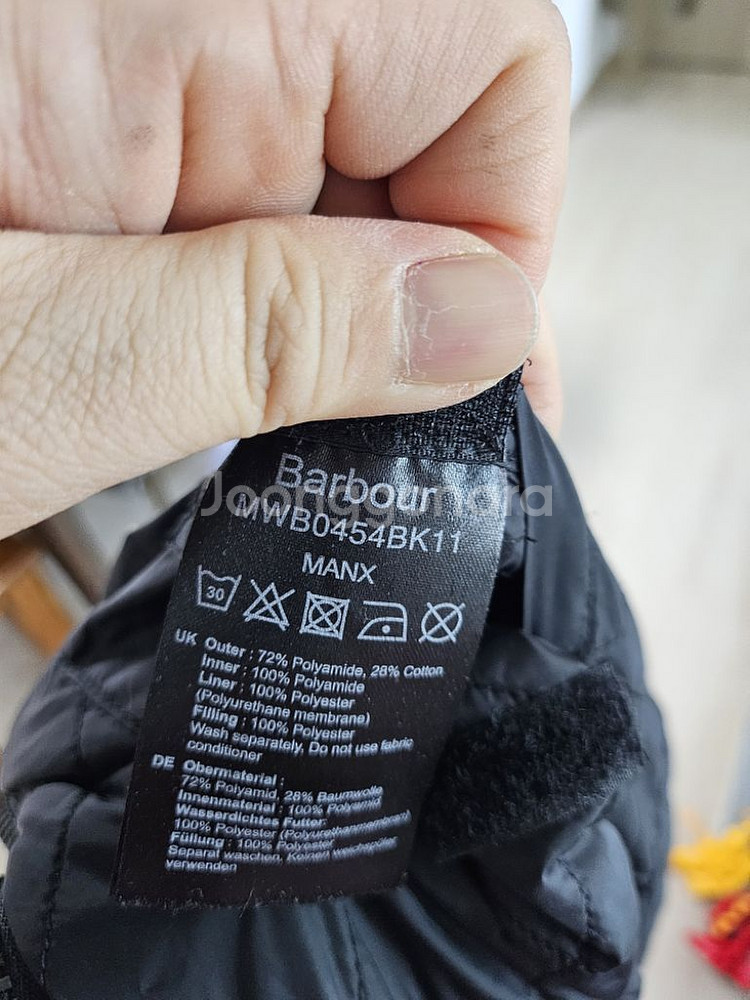 Barbour
Joonggonara
MWB0454BK11
MANX
30
UK Outer : 72% Polyamide, 28% Cotton
Inner : 100% Polyamide
Liner : 100% Polyester
(Polyurethane membrane)
Filling : 100% Polyester
Wash separately, Do not use fabric
conditioner
DE Obermaterial :
72% Polyamid, 28% Baumwolle
Innenmaterial : 100% Polyamid
Wasserdichtes Futter:
100% Polyester (Polyurethanmembran)
Füllung : 100% Polyester
Separat waschen, Keinen weichspüler
verwenden